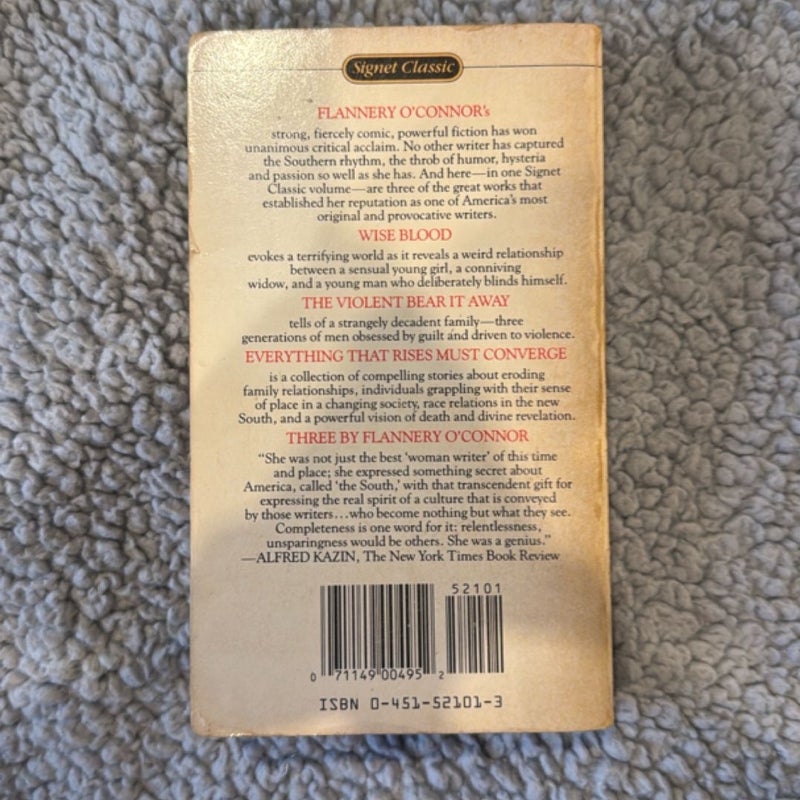 Signet Classic
FLANNERY O'CONNOR's
strong, fiercely comic, powerful fiction has won
unanimous critical acclaim. No other writer has captured
the Southern rhythm, the throb of humor, hysteria
and passion so well as she has. And here—in one Signet
Classic volume—are three of the great works that
established her reputation as one of America's most
original and provocative writers.
WISE BLOOD
evokes a terrifying world as it reveals a weird relationship
between a sensual young girl, a conniving
widow, and a young man who deliberately blinds himself.
THE VIOLENT BEAR IT AWAY
tells of a strangely decadent family—three
generations of men obsessed by guilt and driven to violence.
EVERYTHING THAT RISES MUST CONVERGE
is a collection of compelling stories about eroding
family relationships, individuals grappling with their sense
of place in a changing society, race relations in the new
South, and a powerful vision of death and divine revelation.
THREE BY FLANNERY O'CONNOR
“She was not just the best ‘woman writer’ of this time
and place; she expressed something secret about
America, called ‘the South,’ with that transcendent gift for
expressing the real spirit of a culture that is conveyed
by those writers...who become nothing but what they see.
Completeness is one word for it: relentlessness,
unsparingness would be others. She was a genius.”
—ALFRED KAZIN, The New York Times Book Review
52101
0 71149 00495 2
ISBN 0-451-52101-3